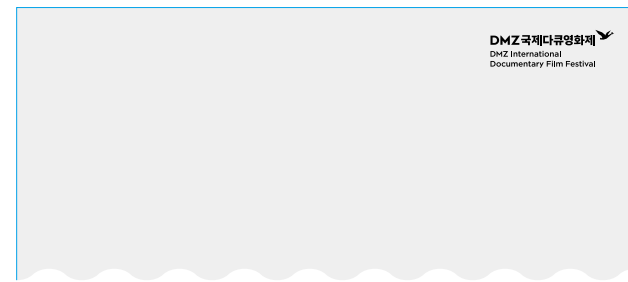 DMZ국제다큐영화제
DMZ International
Documentary Film Festival